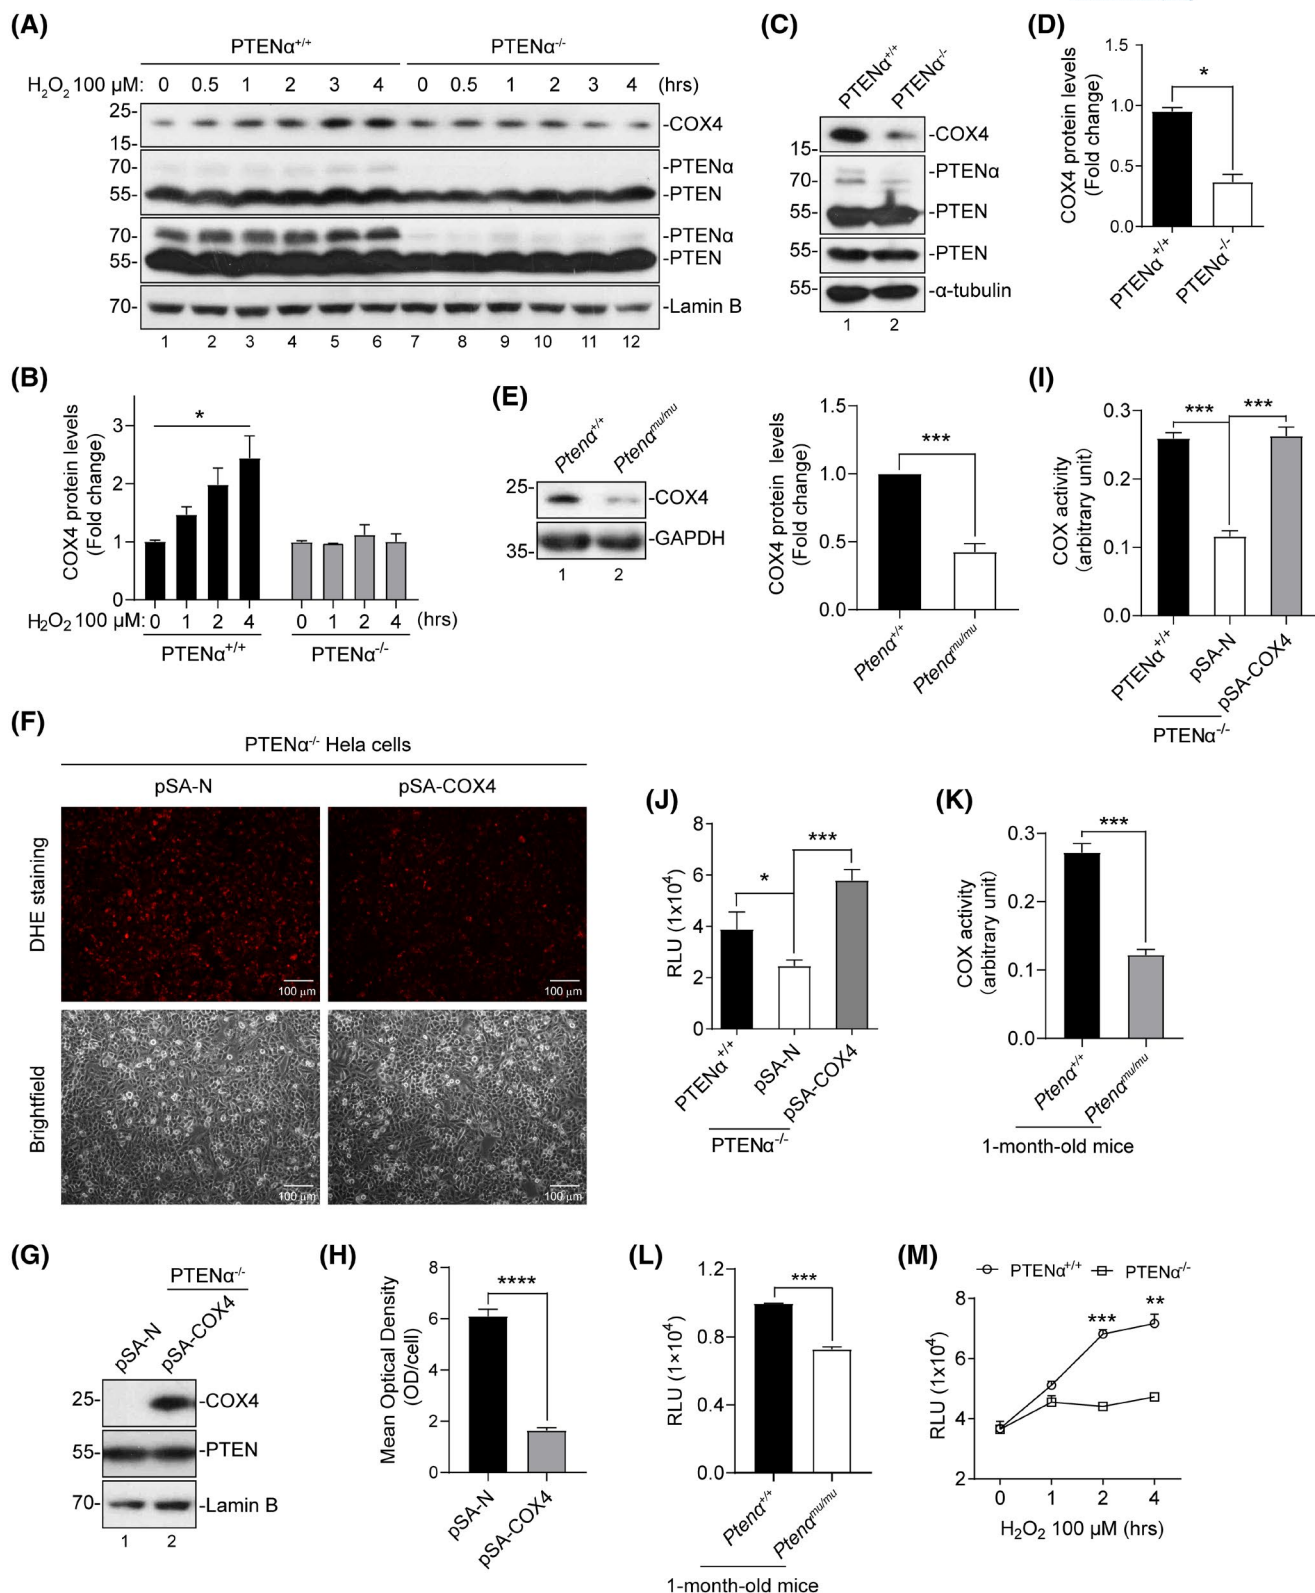 (A)
PTENα+/+ PTENα-/-
H2O2 100 µM: 0 0.5 1 2 3 4 0 0.5 1 2 3 4 (hrs)
25- -COX4
15-
70- -PTENα
55- -PTEN
70- -PTENα
55- -PTEN
70- -Lamin B
1 2 3 4 5 6 7 8 9 10 11 12
(C)
PTENα+/+ PTENα-/-
-COX4
15-
-PTENα
70-
55- -PTEN
55- -PTEN
55- -α-tubulin
1 2
(D)
COX4 protein levels
(Fold change)
1.5
*
1.0
0.5
0.0
PTENα+/+ PTENα-/-
(B)
COX4 protein levels
(Fold change)
3
*
2
1
0
H2O2 100 µM: 0 1 2 4 0 1 2 4 (hrs)
PTENα+/+ PTENα-/-
(E)
Ptenα+/+ Ptenαmu/mu
25- -COX4
-GAPDH
35-
1 2
COX4 protein levels
(Fold change)
1.5
***
1.0
0.5
0.0
Ptenα+/+ Ptenαmu/mu
(I)
COX activity
(arbitrary unit)
0.3
*** ***
0.2
0.1
0.0
PTENα+/+ pSA-N pSA-COX4
PTENα-/-
(F)
PTENα-/- Hela cells
pSA-N pSA-COX4
DHE staining
100 µm 100 µm
Brightfield
100 µm 100 µm
(J)
RLU (1x104)
8
***
6
*
4
2
0
PTENα+/+ pSA-N pSA-COX4
PTENα-/-
(K)
COX activity
(arbitrary unit)
0.3
***
0.2
0.1
0.0
Ptenα+/+ Ptenαmu/mu
1-month-old mice
(G)
PTENα-/-
pSA-N pSA-COX4
25- -COX4
55- -PTEN
70- -Lamin B
1 2
(H)
Mean Optical Density
(OD/cell)
8
****
6
4
2
0
pSA-N pSA-COX4
(L)
RLU (1×104)
1.2
***
0.8
0.4
0.0
Ptenα+/+ Ptenαmu/mu
1-month-old mice
(M)
PTENα+/+ PTENα-/-
RLU (1x104)
8
*** **
6
4
2
0 1 2 4
H2O2 100 µM (hrs)